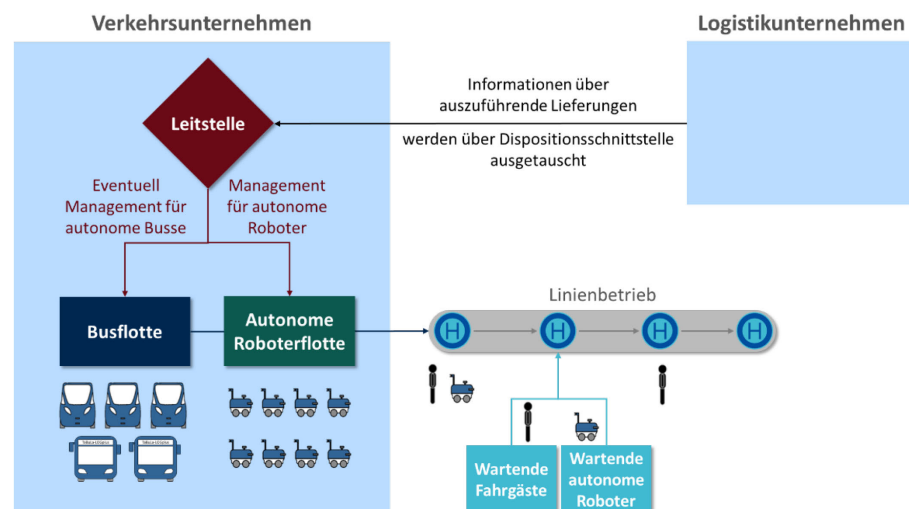 Verkehrsunternehmen
Logistikunternehmen
Leitstelle
Informationen über
auszuführende Lieferungen
werden über Dispositionsschnittstelle
ausgetauscht
Eventuell
Management für
autonome Busse
Management
für autonome
Roboter
Busflotte
Autonome
Roboterflotte
Linienbetrieb
H
H
H
H
Wartende
Fahrgäste
Wartende
autonome
Roboter